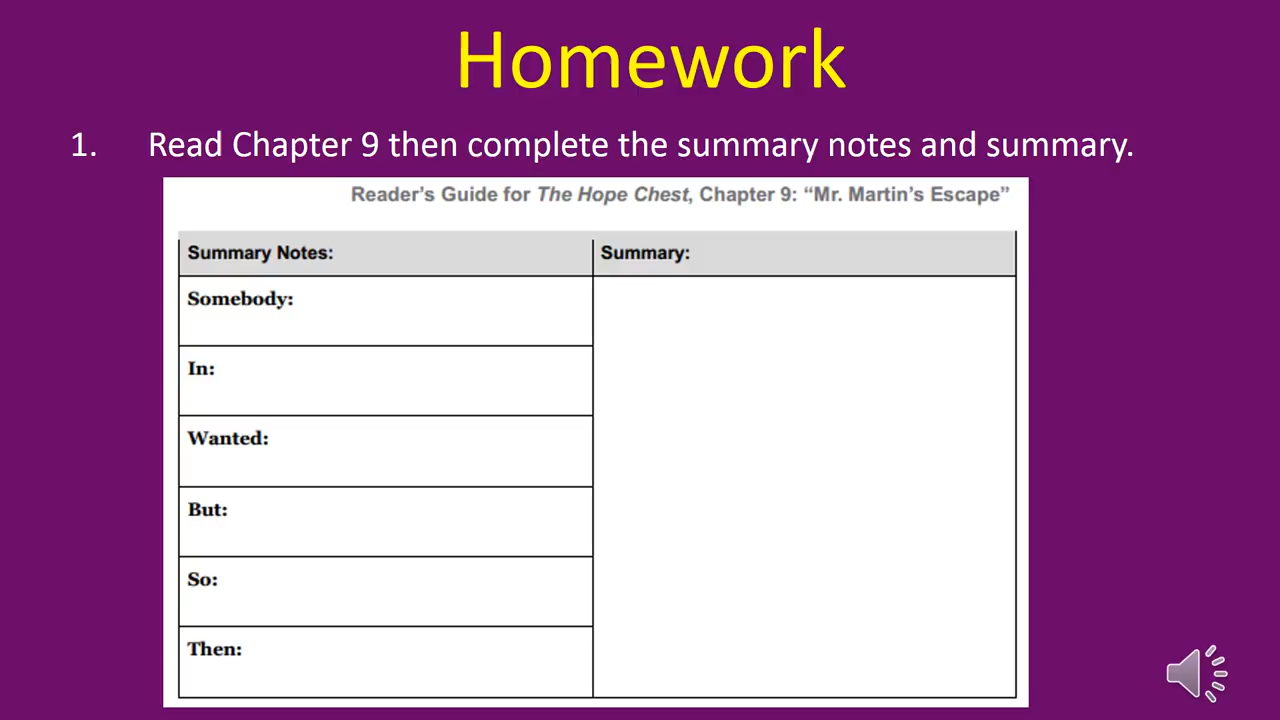 Homework
1. Read Chapter 9 then complete the summary notes and summary.
Reader’s Guide for The Hope Chest, Chapter 9: “Mr. Martin’s Escape”
Summary Notes: Summary:
Somebody:
In:
Wanted:
But:
So:
Then: